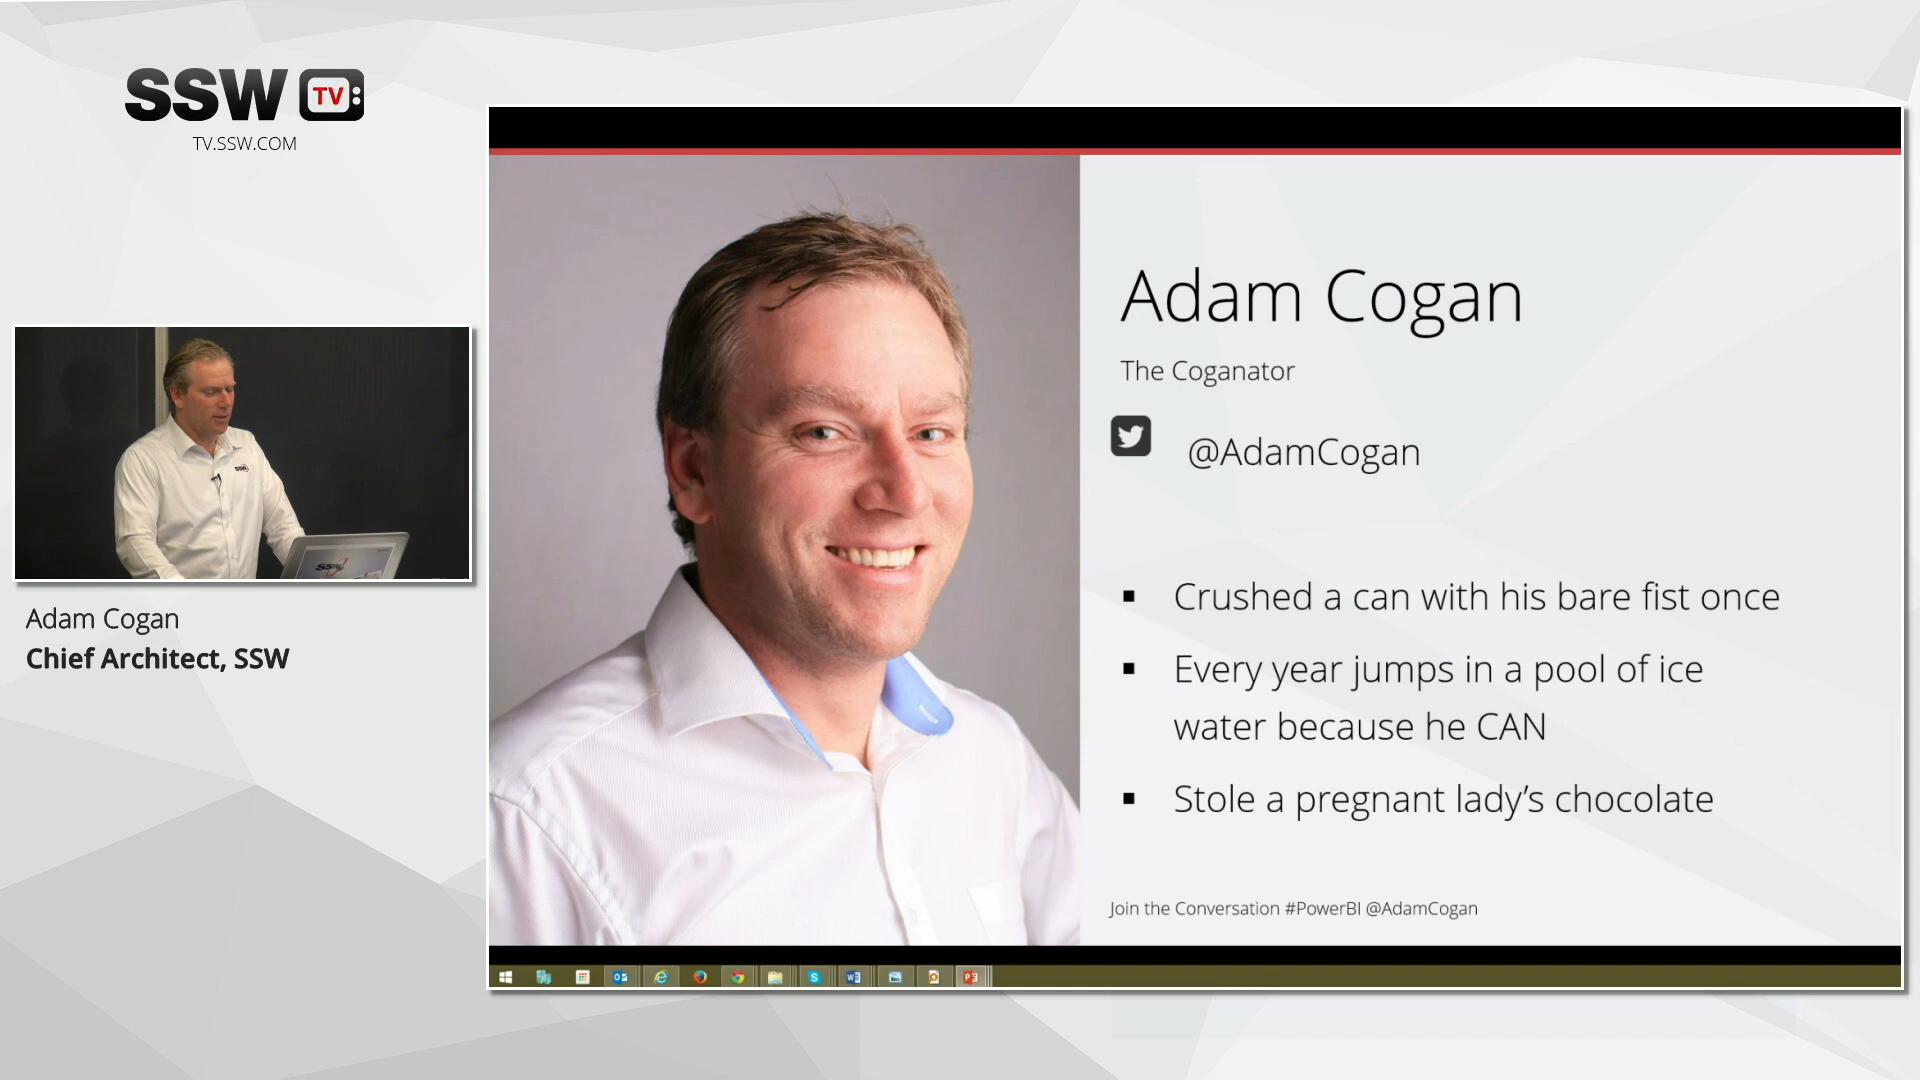 SSW TV
TV.SSW.COM
SSW
SSW
Adam Cogan
Chief Architect, SSW
Adam Cogan
The Coganator
@AdamCogan
▪ Crushed a can with his bare fist once
▪ Every year jumps in a pool of ice
water because he CAN
▪ Stole a pregnant lady's chocolate
Join the Conversation #PowerBI @AdamCogan